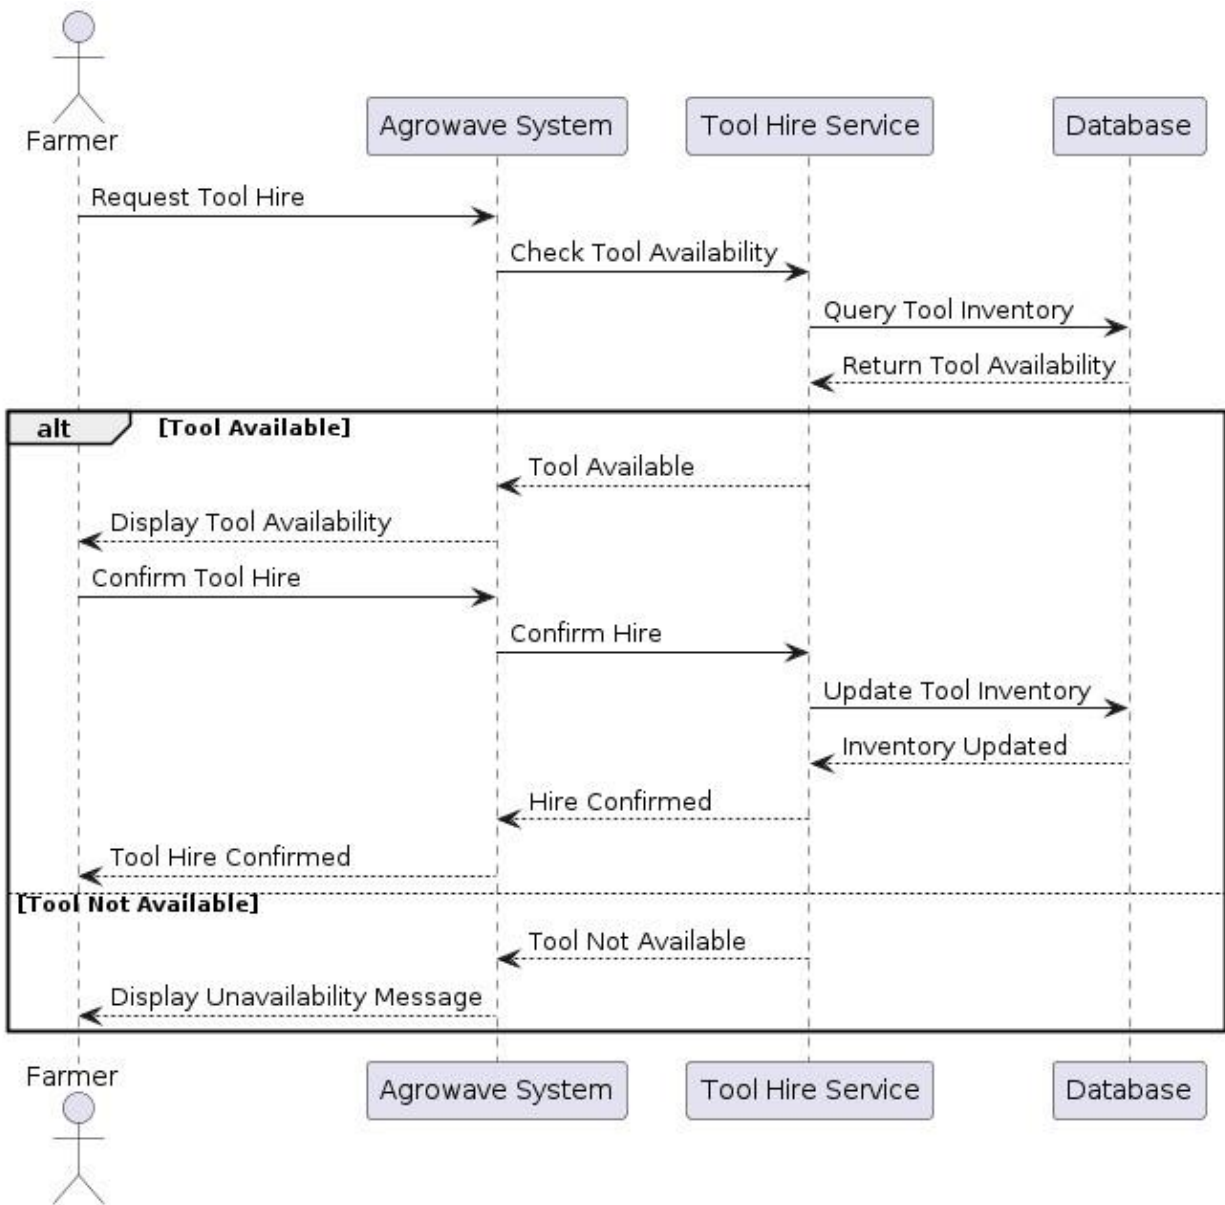 Farmer
Agrowave System
Tool Hire Service
Database
Request Tool Hire
Check Tool Availability
Query Tool Inventory
Return Tool Availability
alt [Tool Available]
Tool Available
Display Tool Availability
Confirm Tool Hire
Confirm Hire
Update Tool Inventory
Inventory Updated
Hire Confirmed
Tool Hire Confirmed
[Tool Not Available]
Tool Not Available
Display Unavailability Message
Farmer
Agrowave System
Tool Hire Service
Database